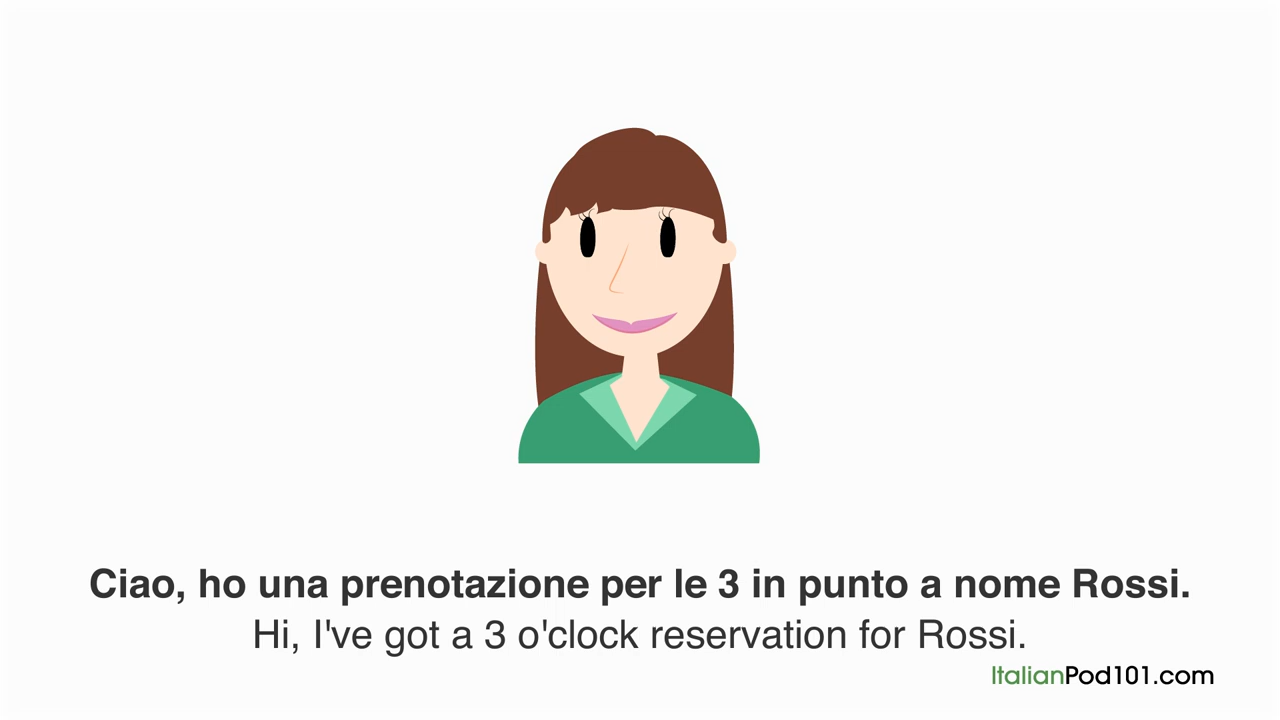 Ciao, ho una prenotazione per le 3 in punto a nome Rossi.
Hi, I've got a 3 o'clock reservation for Rossi.
ItalianPod101.com